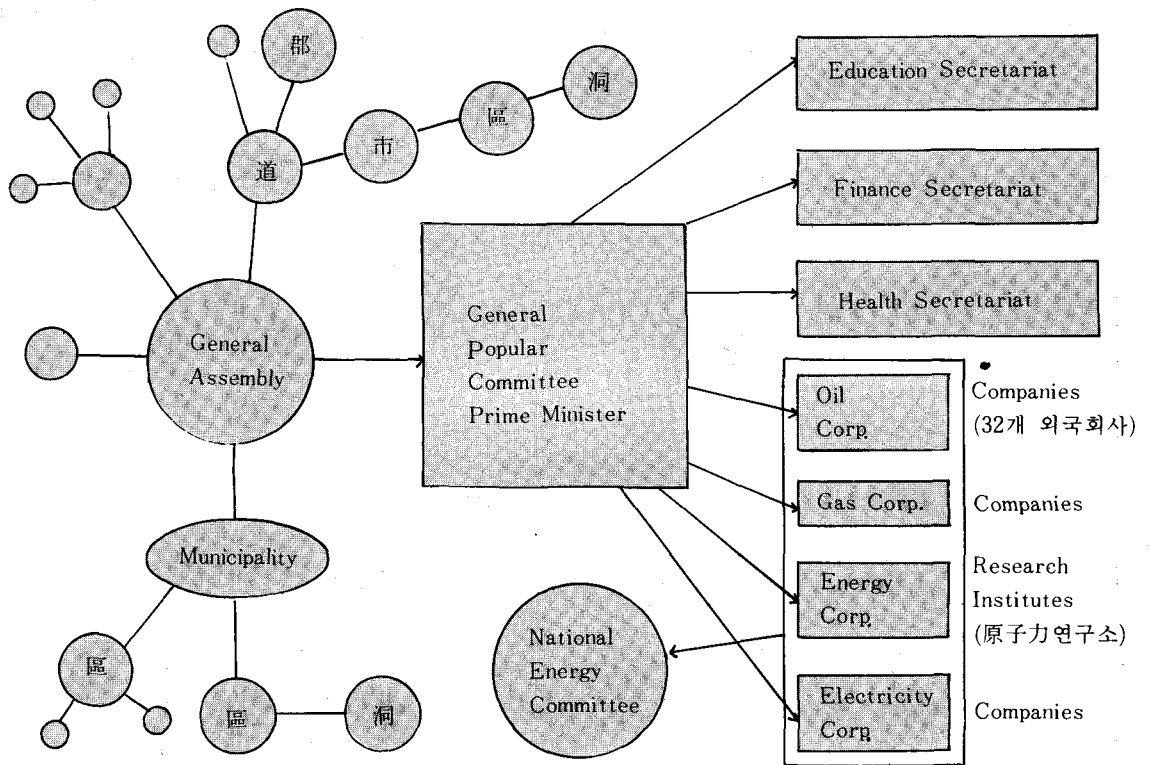 郡
道
市
區
洞
General
Assembly
Municipality
區
區
洞
General
Popular
Committee
Prime Minister
National
Energy
Committee
Education Secretariat
Finance Secretariat
Health Secretariat
Oil
Corp.
Companies
(32개 외국회사)
Gas Corp.
Companies
Energy
Corp.
Research
Institutes
(原子力연구소)
Electricity
Corp.
Companies